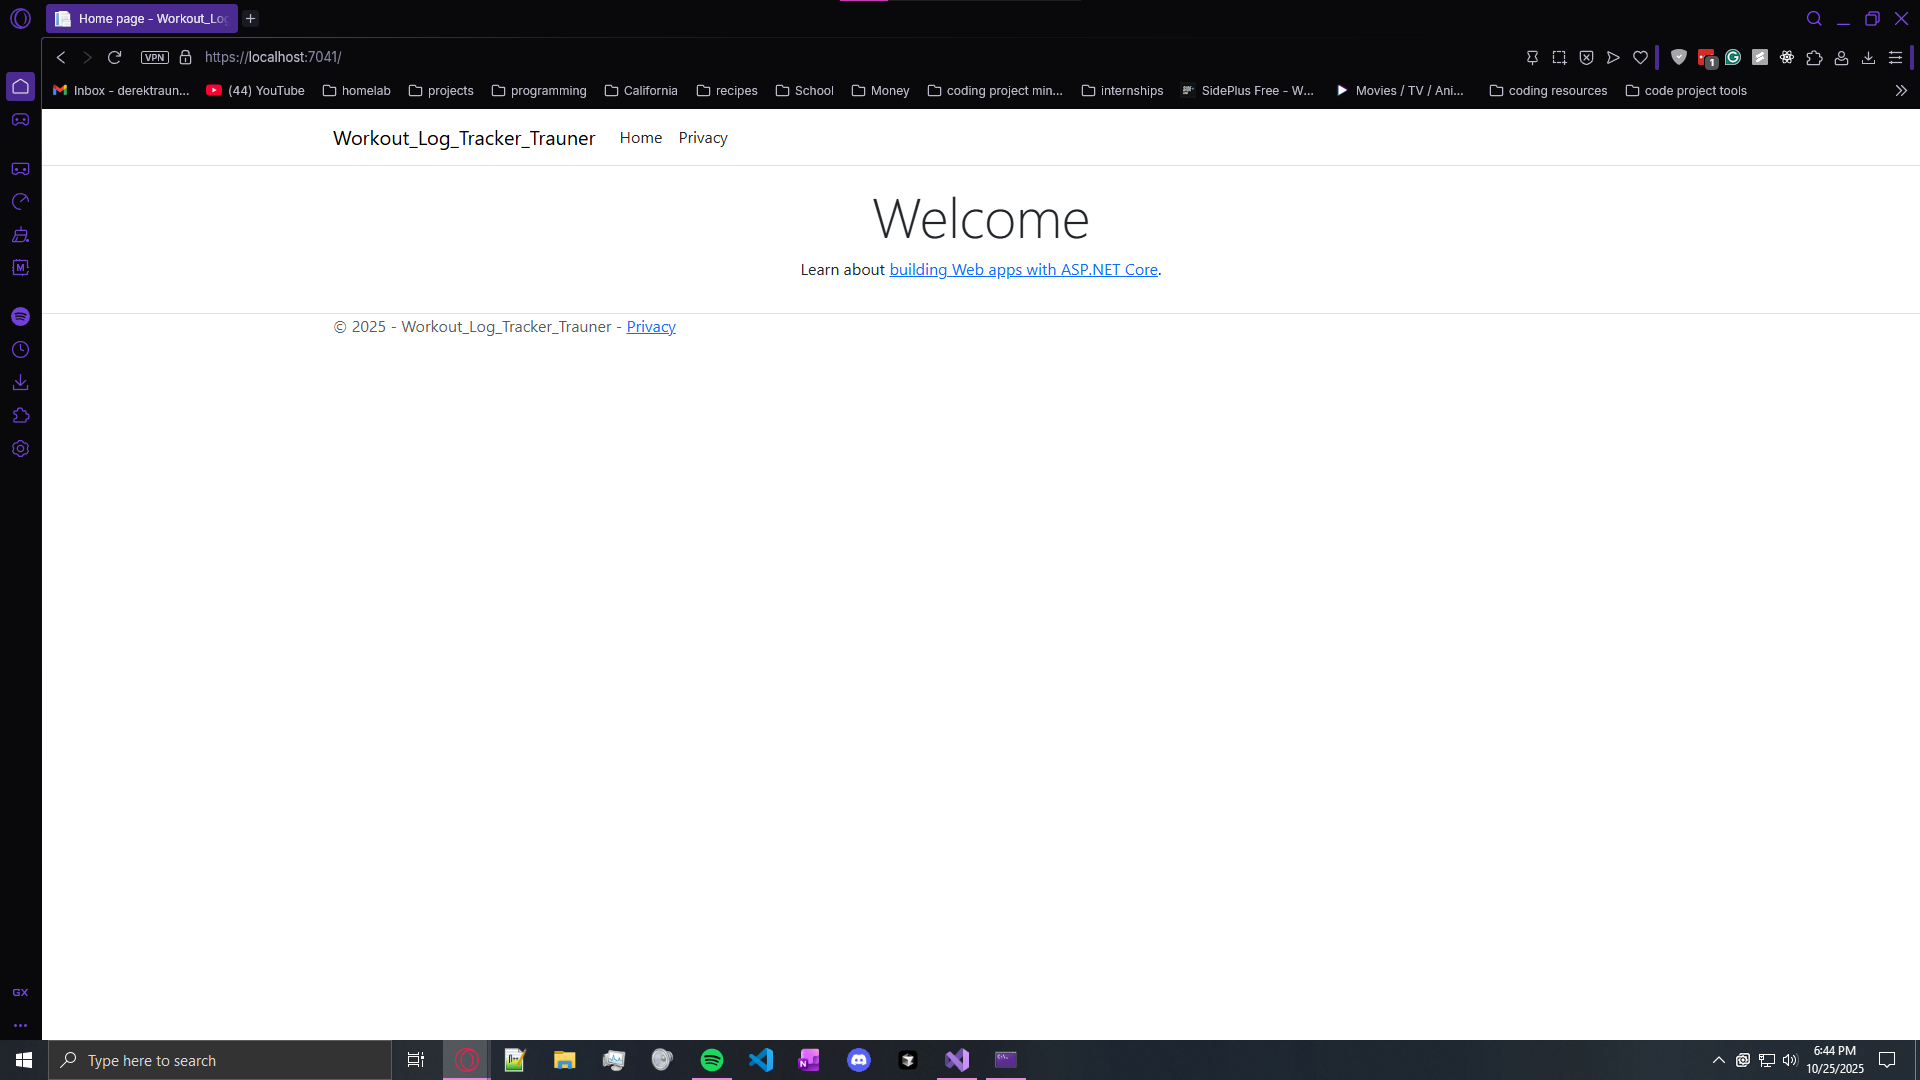 Home page - Workout_Log
VPN
https://localhost:7041/
1
Inbox - derektraun...
(44) YouTube
homelab
projects
programming
California
recipes
School
Money
coding project min...
internships
SidePlus Free - W...
Movies / TV / Ani...
coding resources
code project tools
Workout_Log_Tracker_Trauner
Home
Privacy
Welcome
Learn about building Web apps with ASP.NET Core.
© 2025 - Workout_Log_Tracker_Trauner - Privacy
M
GX
Type here to search
6:44 PM
10/25/2025